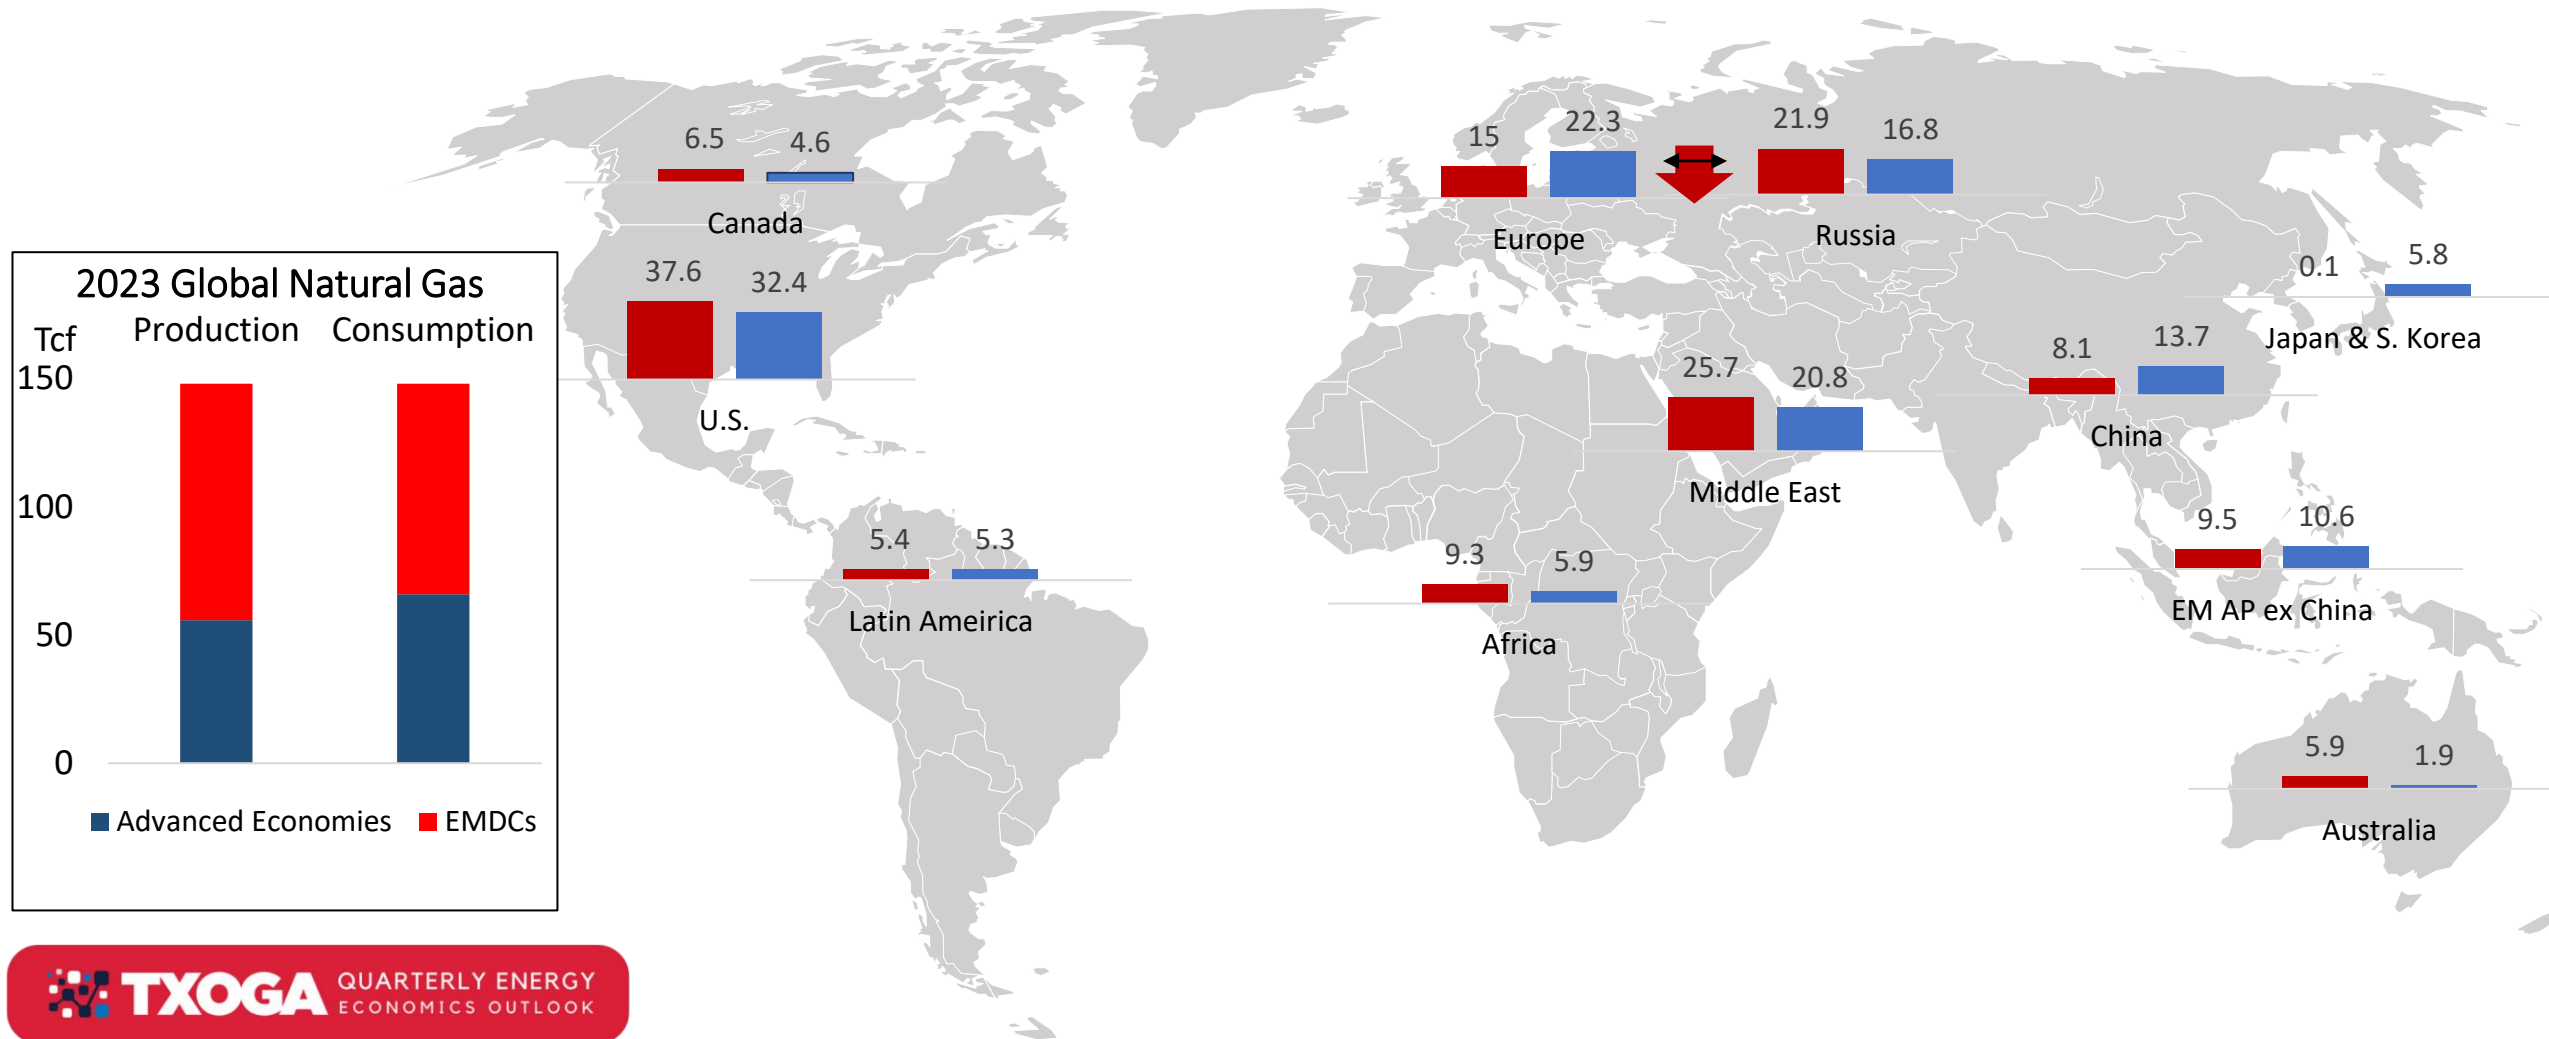 6.5
4.6
Canada
15
22.3
Europe
21.9
16.8
Russia
2023 Global Natural Gas
Production
Consumption
Tcf
150
100
50
0
Advanced Economies
EMDCs
37.6
32.4
U.S.
0.1
5.8
Japan & S. Korea
8.1
13.7
China
25.7
20.8
Middle East
9.5
10.6
EM AP ex China
5.4
5.3
Latin Ameirica
9.3
5.9
Africa
5.9
1.9
Australia
TXOGA
QUARTERLY ENERGY
ECONOMICS OUTLOOK